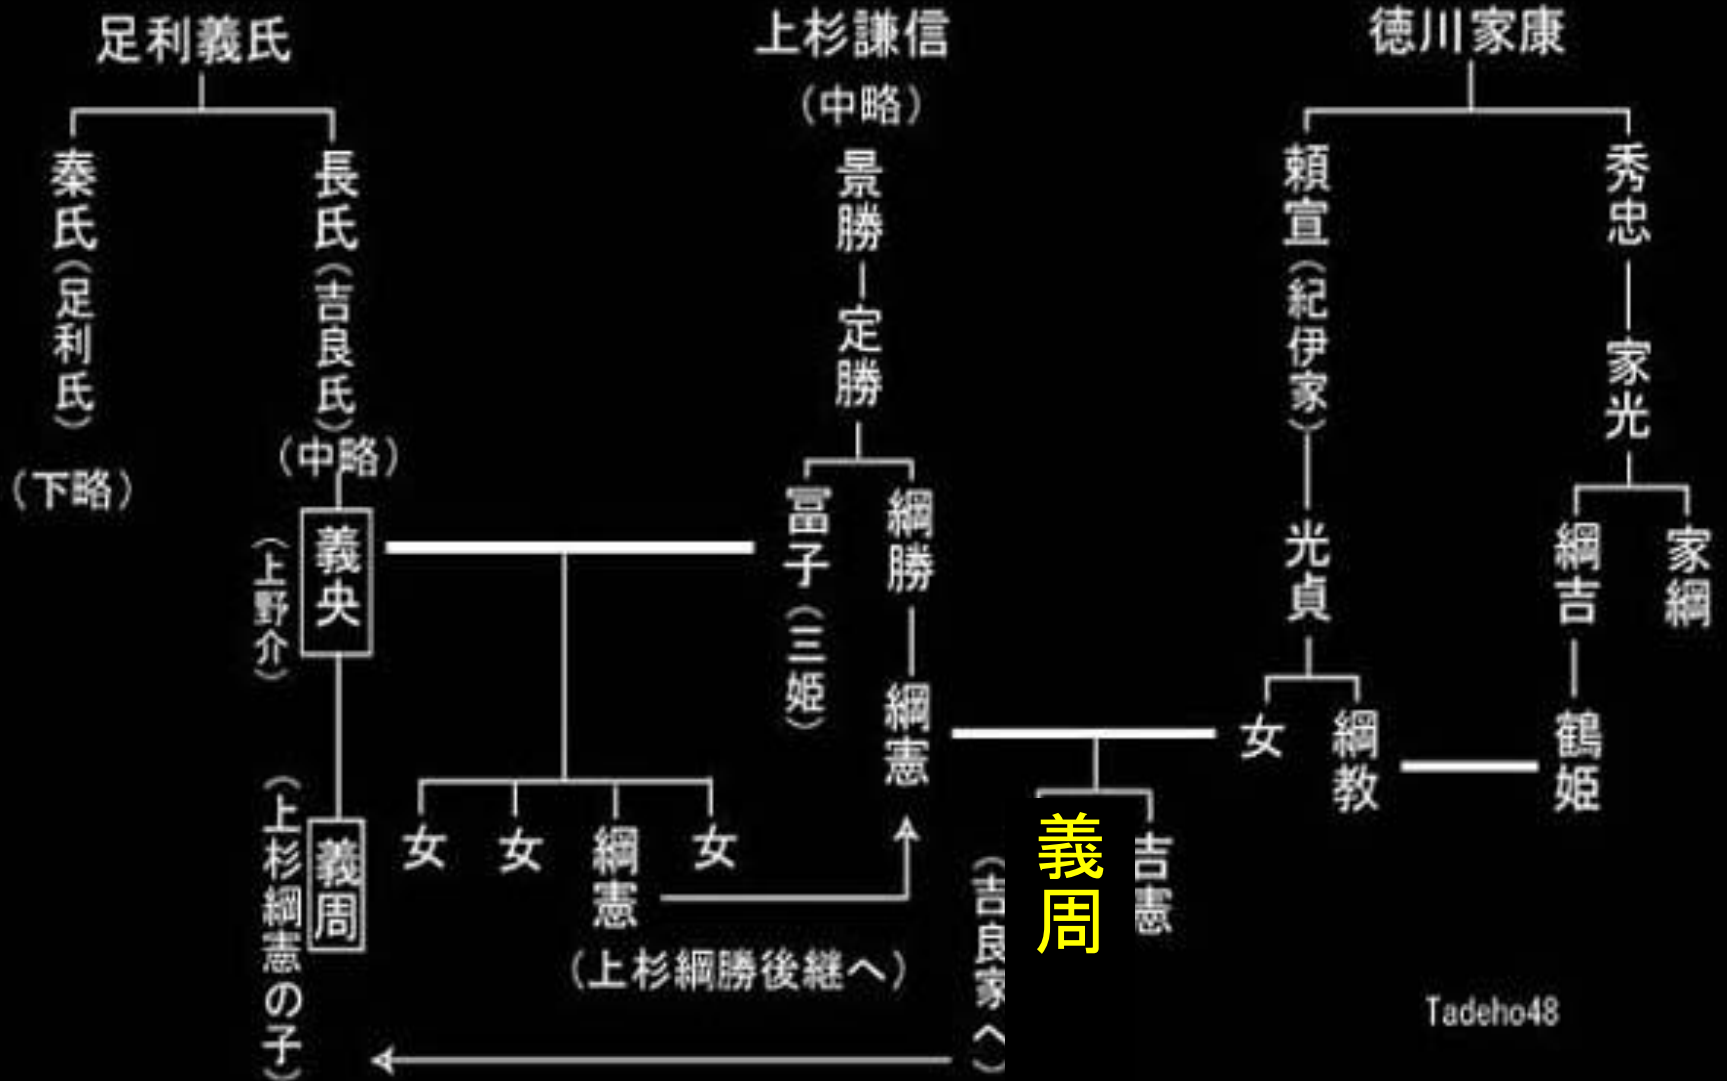 足利義氏
秦氏(足利氏)
(下略)
長氏(吉良氏)
(中略)
義央
(上野介)
義周
(上杉綱憲の子)
女
女
綱憲
女
(上杉綱勝後継へ)
上杉謙信
(中略)
景勝
定勝
冨子(三姫)
綱勝
綱憲
義周
(吉良家へ)
吉憲
徳川家康
頼宣(紀伊家)
光貞
女
綱教
秀忠
家光
綱吉
家綱
鶴姫
Tadeho48